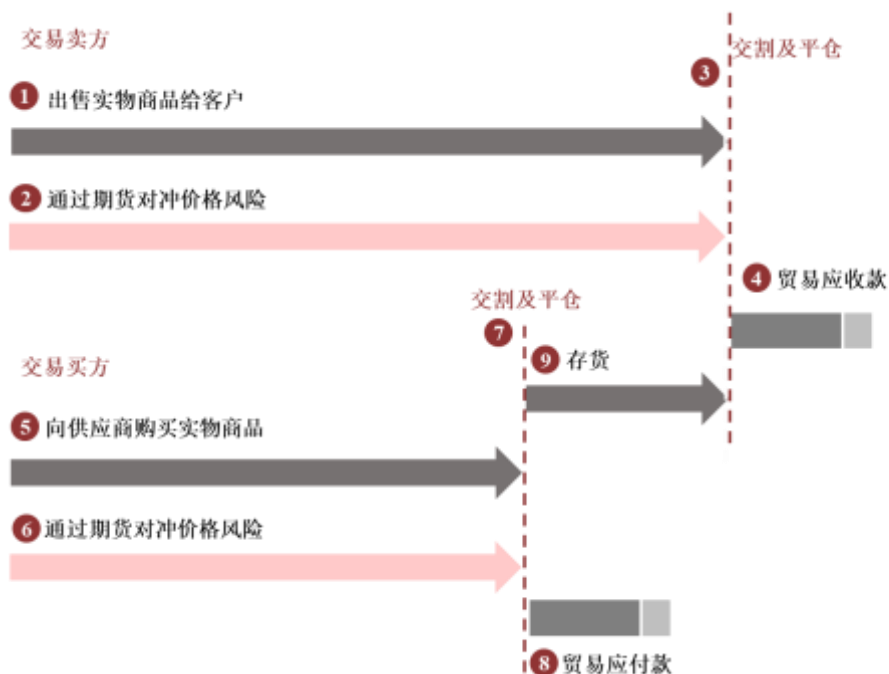 交易卖方
3 交割及平仓
1 出售实物商品给客户
2 通过期货对冲价格风险
4 贸易应收款
交割及平仓
7
9 存货
交易买方
5 向供应商购买实物商品
6 通过期货对冲价格风险
8 贸易应付款